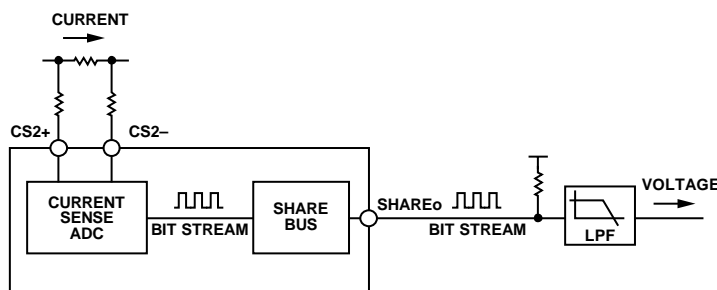 CURRENT
CS2+
CS2–
CURRENT
SENSE
ADC
BIT STREAM
SHARE
BUS
SHAREo
BIT STREAM
LPF
VOLTAGE